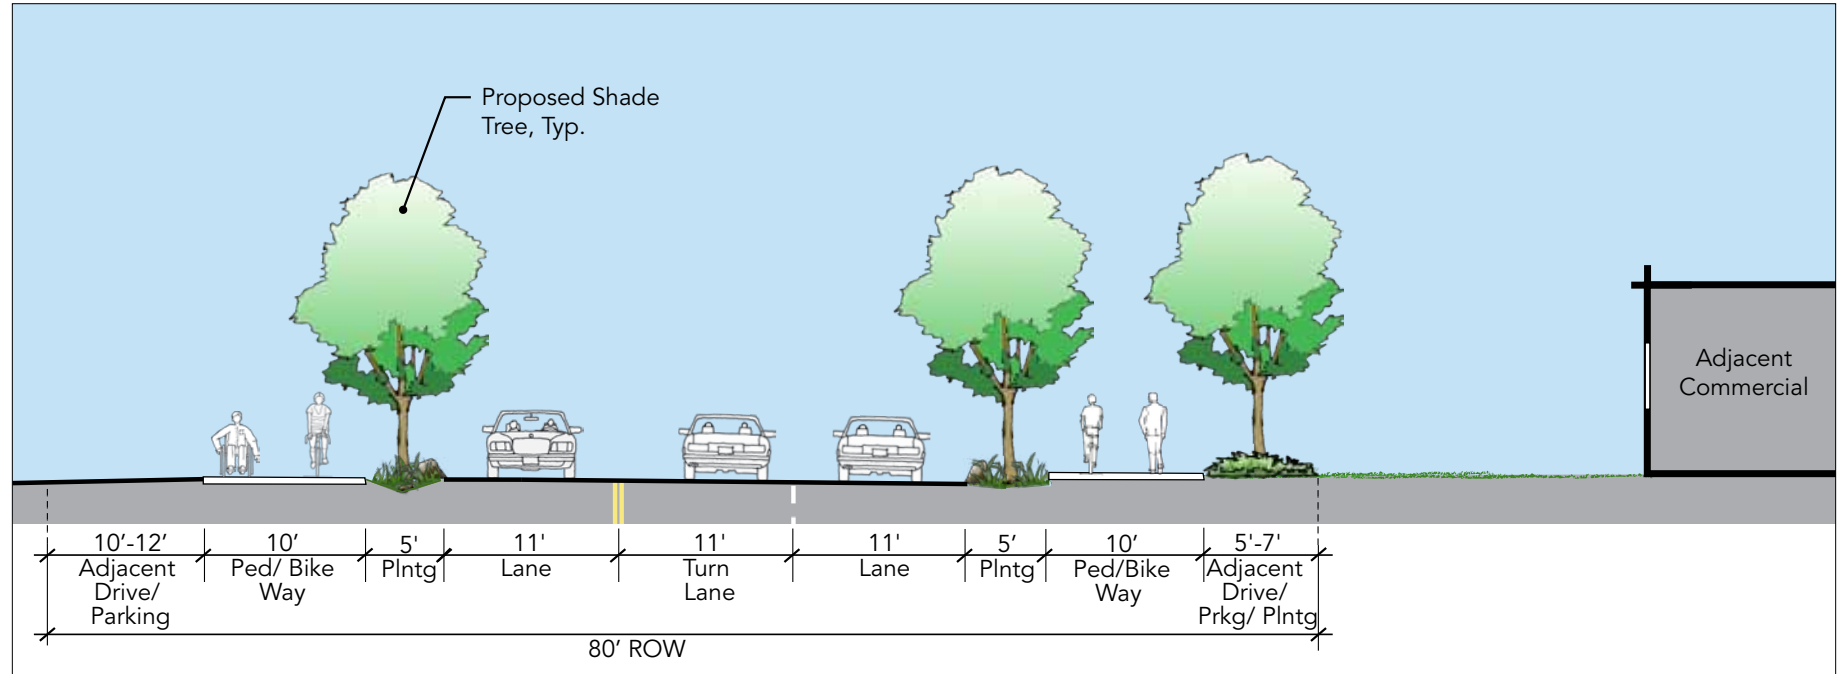 Proposed Shade
Tree, Typ.
Adjacent
Commercial
10’-12’
10’
5'
11'
11'
11'
5’
10’
5'-7'
Adjacent
Drive/
Parking
Ped/ Bike
Way
Plntg
Lane
Turn
Lane
Lane
Plntg
Ped/Bike
Way
Adjacent
Drive/
Prkg/ Plntg
80’ ROW